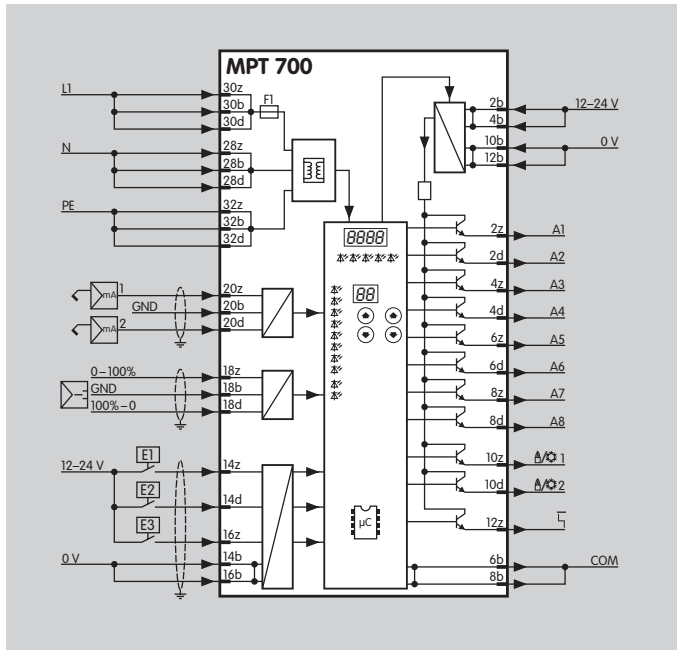 MPT 700
L1
30z
30b
30d
F1
N
28z
28b
28d
PE
32z
32b
32d
mA
1
20z
GND
20b
mA
2
20d
0–100%
18z
GND
18b
100%–0
18d
12–24 V
E1
14z
E2
14d
E3
16z
0 V
14b
16b
8888
88
µC
2b
12–24 V
4b
10b
0 V
12b
2z
A1
2d
A2
4z
A3
4d
A4
6z
A5
6d
A6
8z
A7
8d
A8
10z
/
1
10d
/
2
12z
6b
COM
8b